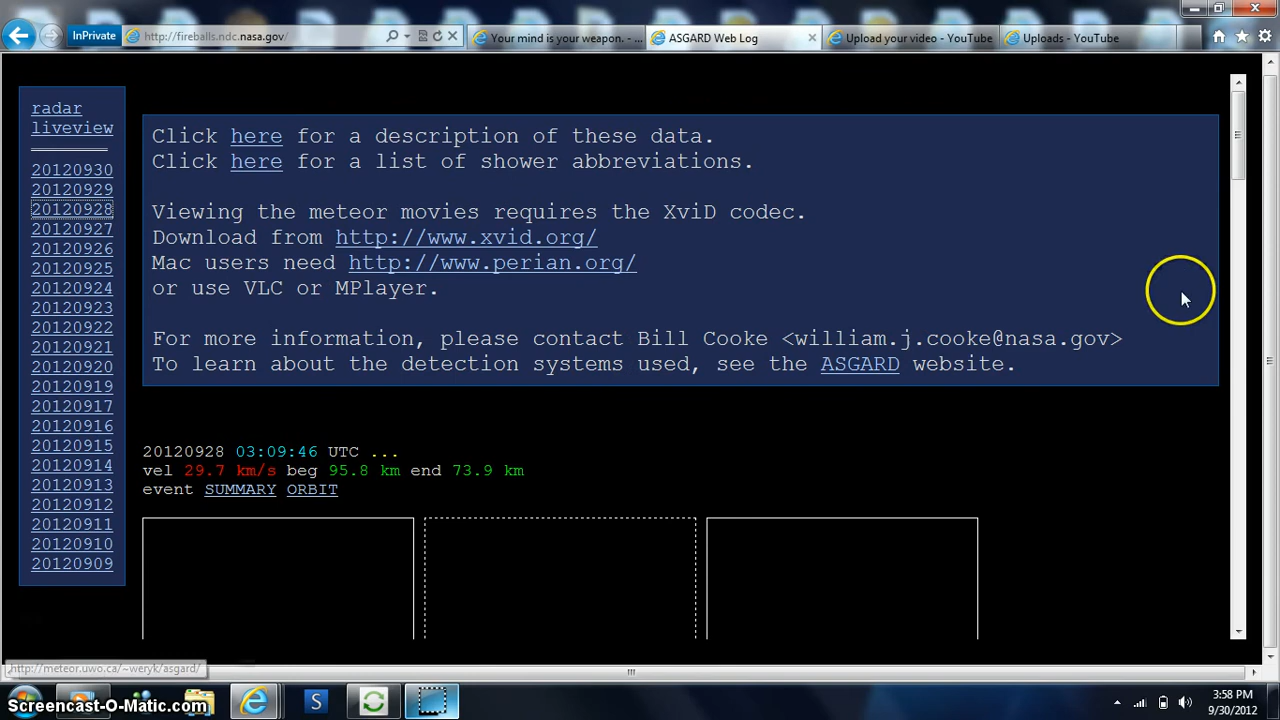 InPrivate
http://fireballs.ndc.nasa.gov/
Your mind is your weapon. - ...
ASGARD Web Log
Upload your video - YouTube
Uploads - YouTube
radar
liveview
20120930
20120929
20120928
20120927
20120926
20120925
20120924
20120923
20120922
20120921
20120920
20120919
20120917
20120916
20120915
20120914
20120913
20120912
20120911
20120910
20120909
Click here for a description of these data.
Click here for a list of shower abbreviations.
Viewing the meteor movies requires the XviD codec.
Download from http://www.xvid.org/
Mac users need http://www.perian.org/
or use VLC or MPlayer.
For more information, please contact Bill Cooke <william.j.cooke@nasa.gov>
To learn about the detection systems used, see the ASGARD website.
20120928 03:09:46 UTC ...
vel 29.7 km/s beg 95.8 km end 73.9 km
event SUMMARY ORBIT
http://meteor.uwo.ca/~weryk/asgard/
S
Screencast-O-Matic.com
3:58 PM
9/30/2012